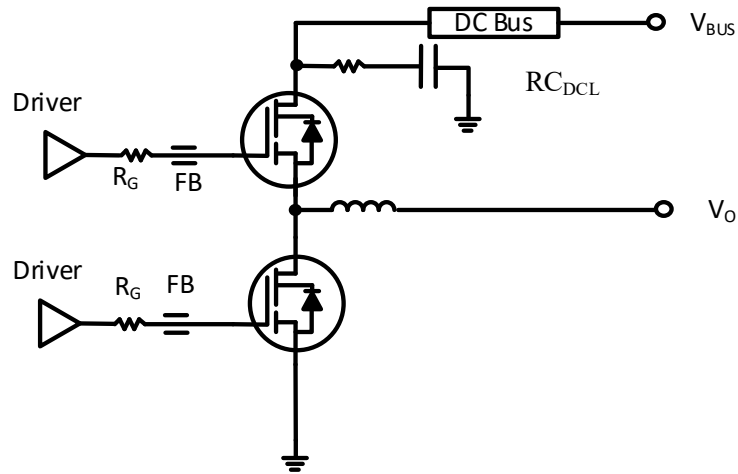 DC Bus
V_BUS
RC_DCL
Driver
R_G
FB
V_O
Driver
R_G
FB